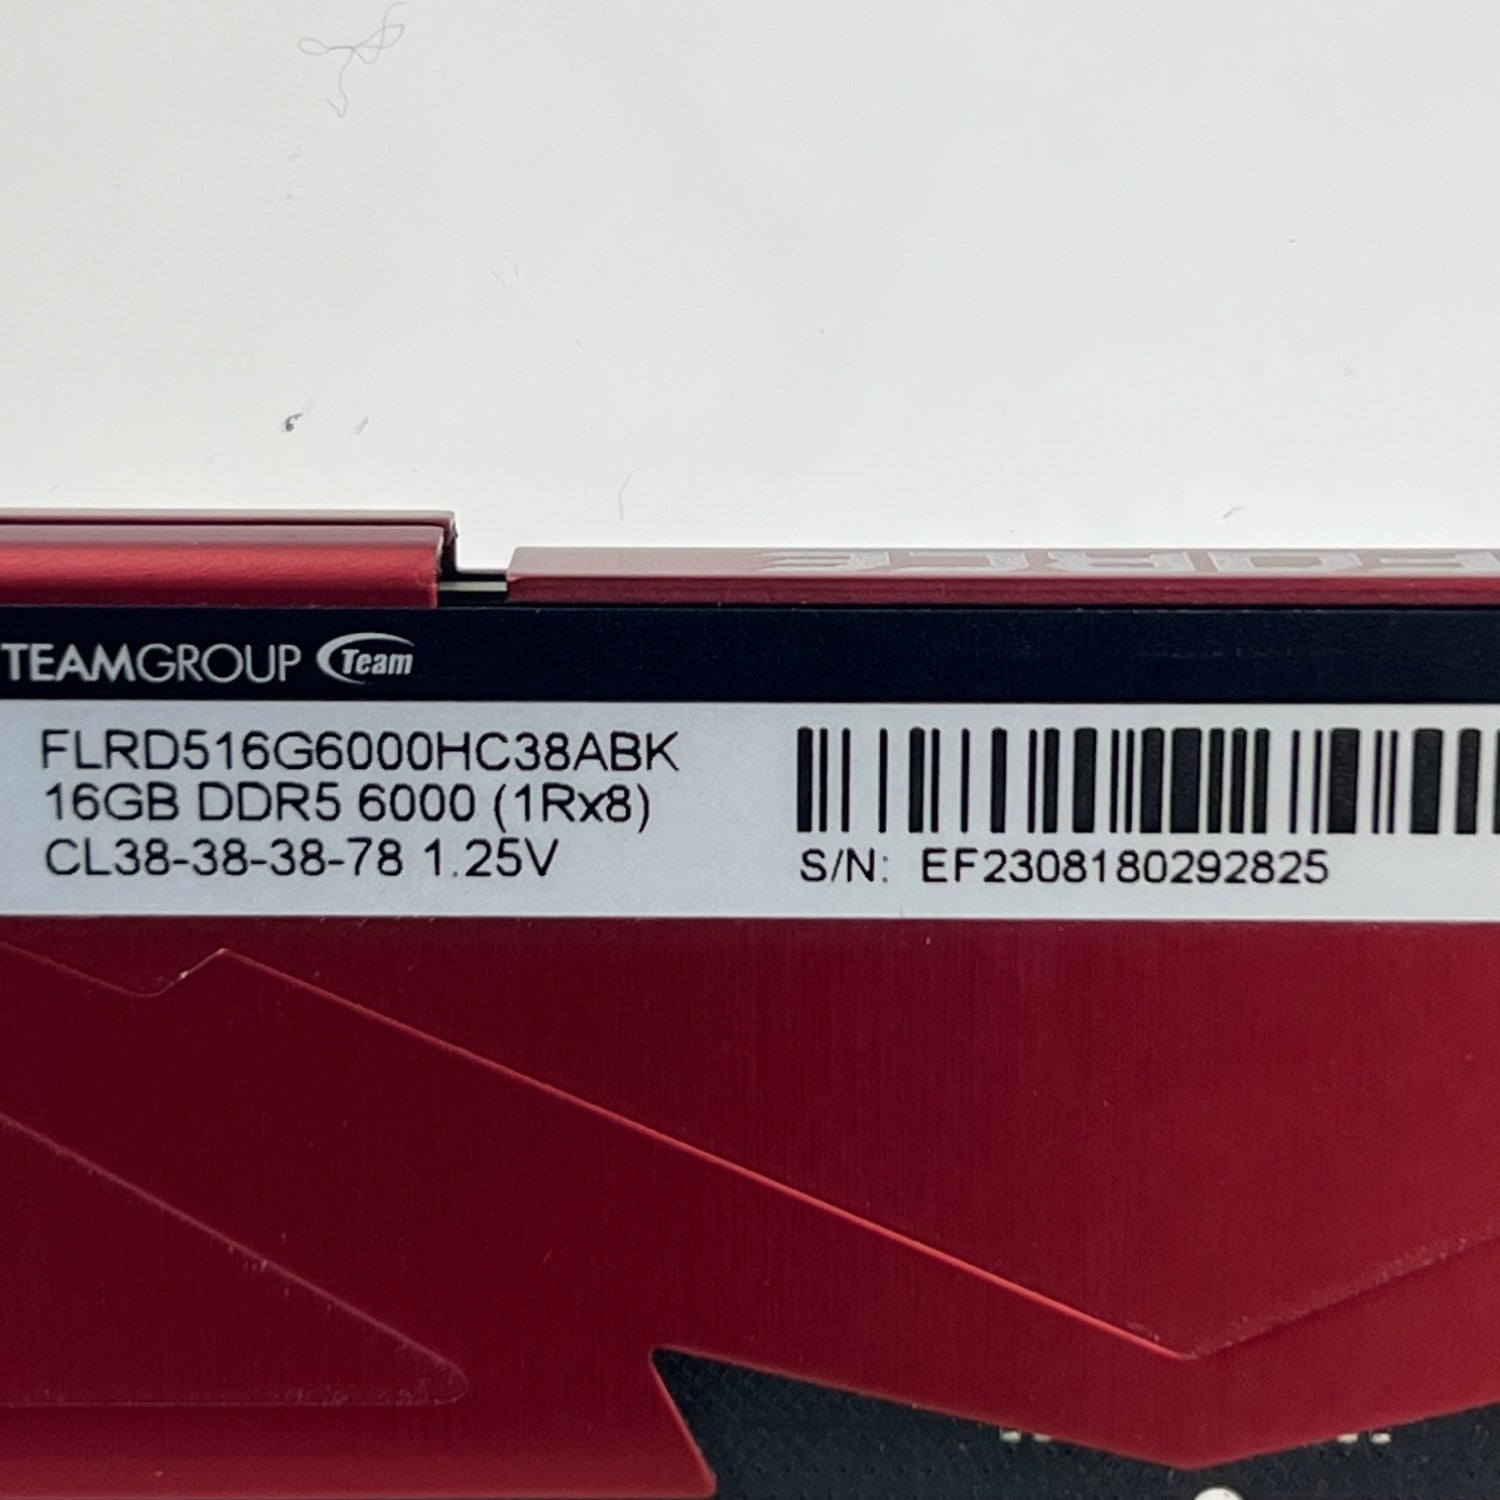 TEAMGROUP Team
FLRD516G6000HC38ABK
16GB DDR5 6000 (1Rx8)
CL38-38-38-78 1.25V
S/N: EF2308180292825